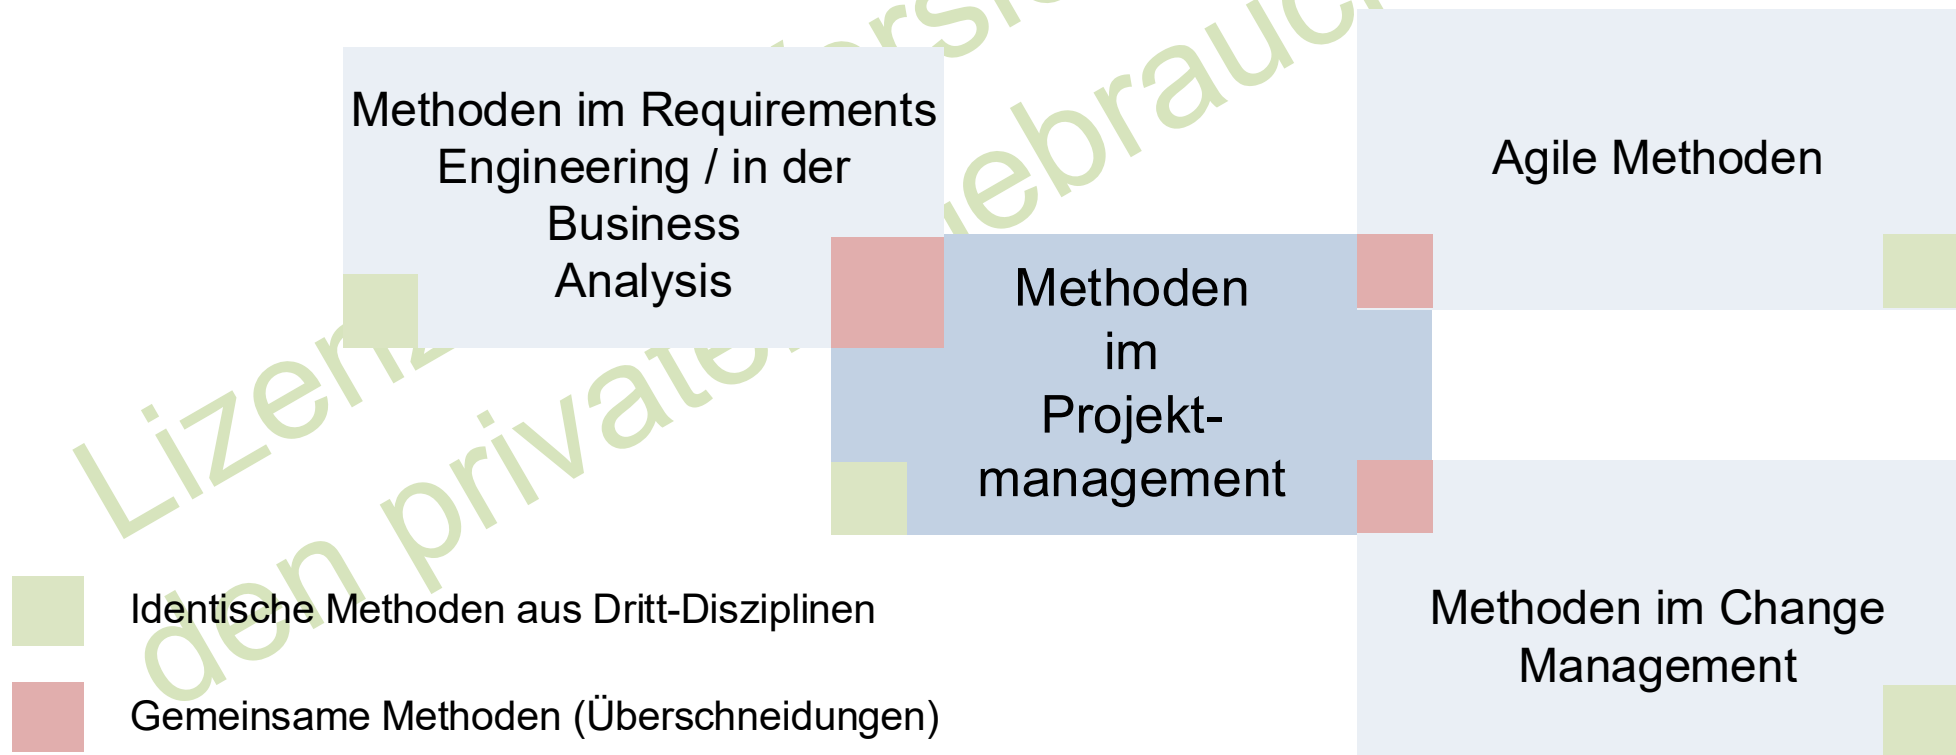 Methoden im Requirements
Engineering / in der
Business
Analysis
Agile Methoden
Methoden
im
Projekt-
management
Methoden im Change
Management
Identische Methoden aus Dritt-Disziplinen
Gemeinsame Methoden (Überschneidungen)
den